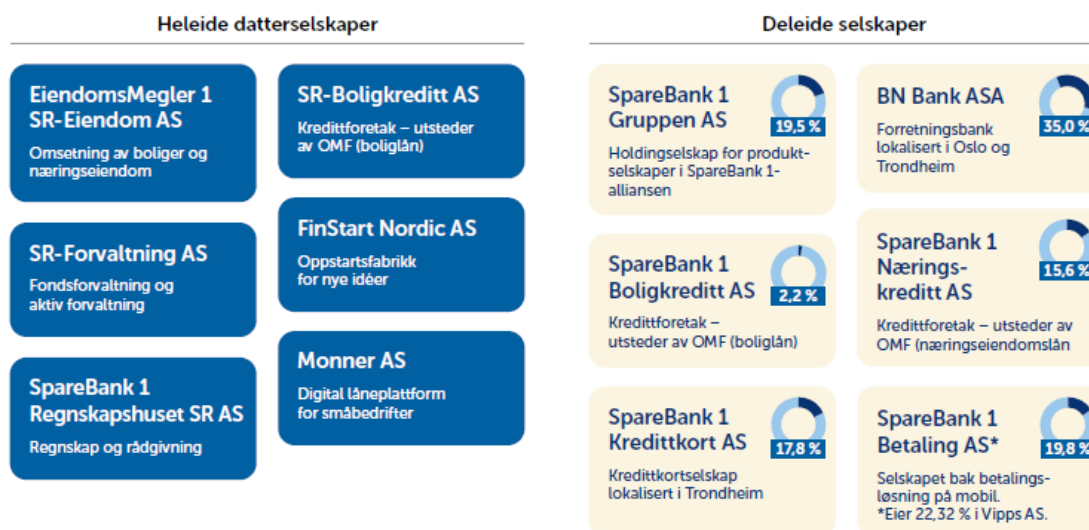 Heleide datterselskaper
EiendomsMegler 1
SR-Eiendom AS
Omsetning av boliger og
næringseiendom
SR-Boligkreditt AS
Kredittforetak – utsteder
av OMF (boliglån)
SR-Forvaltning AS
Fondsforvaltning og
aktiv forvaltning
FinStart Nordic AS
Oppstartsfabrikk
for nye idéer
SpareBank 1
Regnskapshuset SR AS
Regnskap og rådgivning
Monner AS
Digital låneplattform
for småbedrifter
Deleide selskaper
SpareBank 1
Gruppen AS
19,5 %
Holdingselskap for produkt-
selskaper i SpareBank 1-
alliansen
BN Bank ASA
35,0 %
Forretningsbank
lokalisert i Oslo og
Trondheim
SpareBank 1
Boligkreditt AS
2,2 %
Kredittforetak –
utsteder av OMF (boliglån)
SpareBank 1
Nærings-
kreditt AS
15,6 %
Kredittforetak – utsteder av
OMF (næringseiendomslån
SpareBank 1
Kredittkort AS
17,8 %
Kredittkortselskap
lokalisert i Trondheim
SpareBank 1
Betaling AS*
19,8 %
Selskapet bak betalings-
løsning på mobil.
*Eier 22,32 % i Vipps AS.